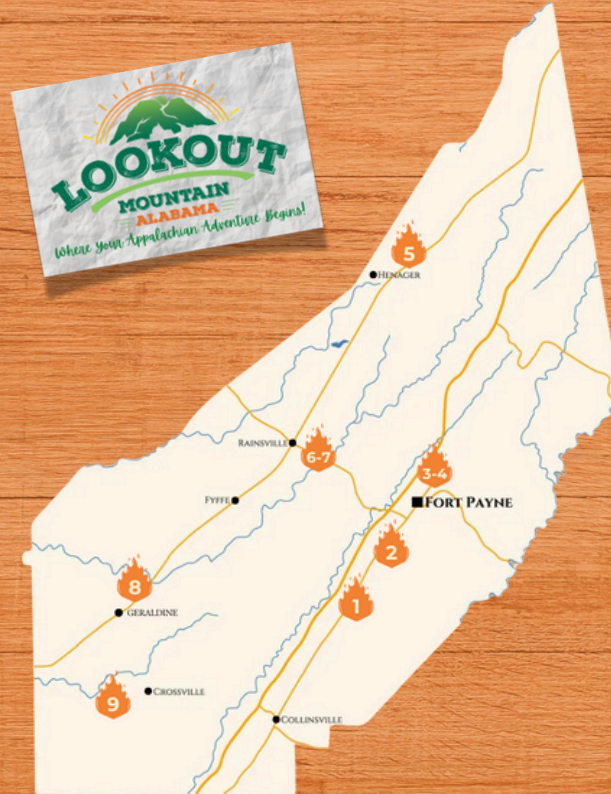 LOOKOUT
MOUNTAIN
ALABAMA
Where Your Appalachian Adventure Begins!
5
HENAGER
RAINSVILLE
6-7
3-4
FYFFE
FORT PAYNE
2
8
1
GERALDINE
CROSSVILLE
9
COLLINSVILLE